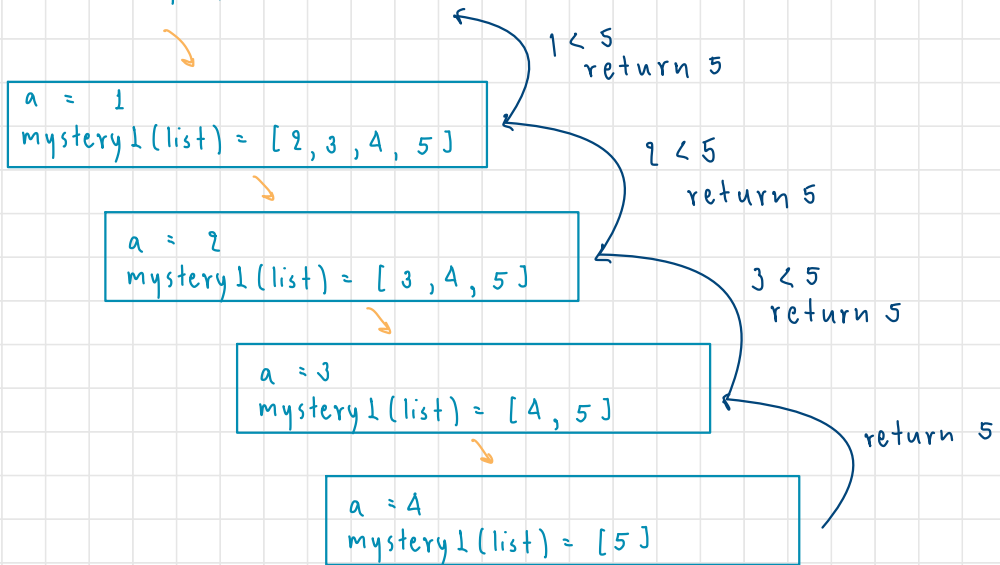 1 < 5
return 5
a = 1
mystery1(list) = [2, 3, 4, 5]
2 < 5
return 5
a = 2
mystery1(list) = [3, 4, 5]
3 < 5
return 5
a = 3
mystery1(list) = [4, 5]
return 5
a = 4
mystery1(list) = [5]